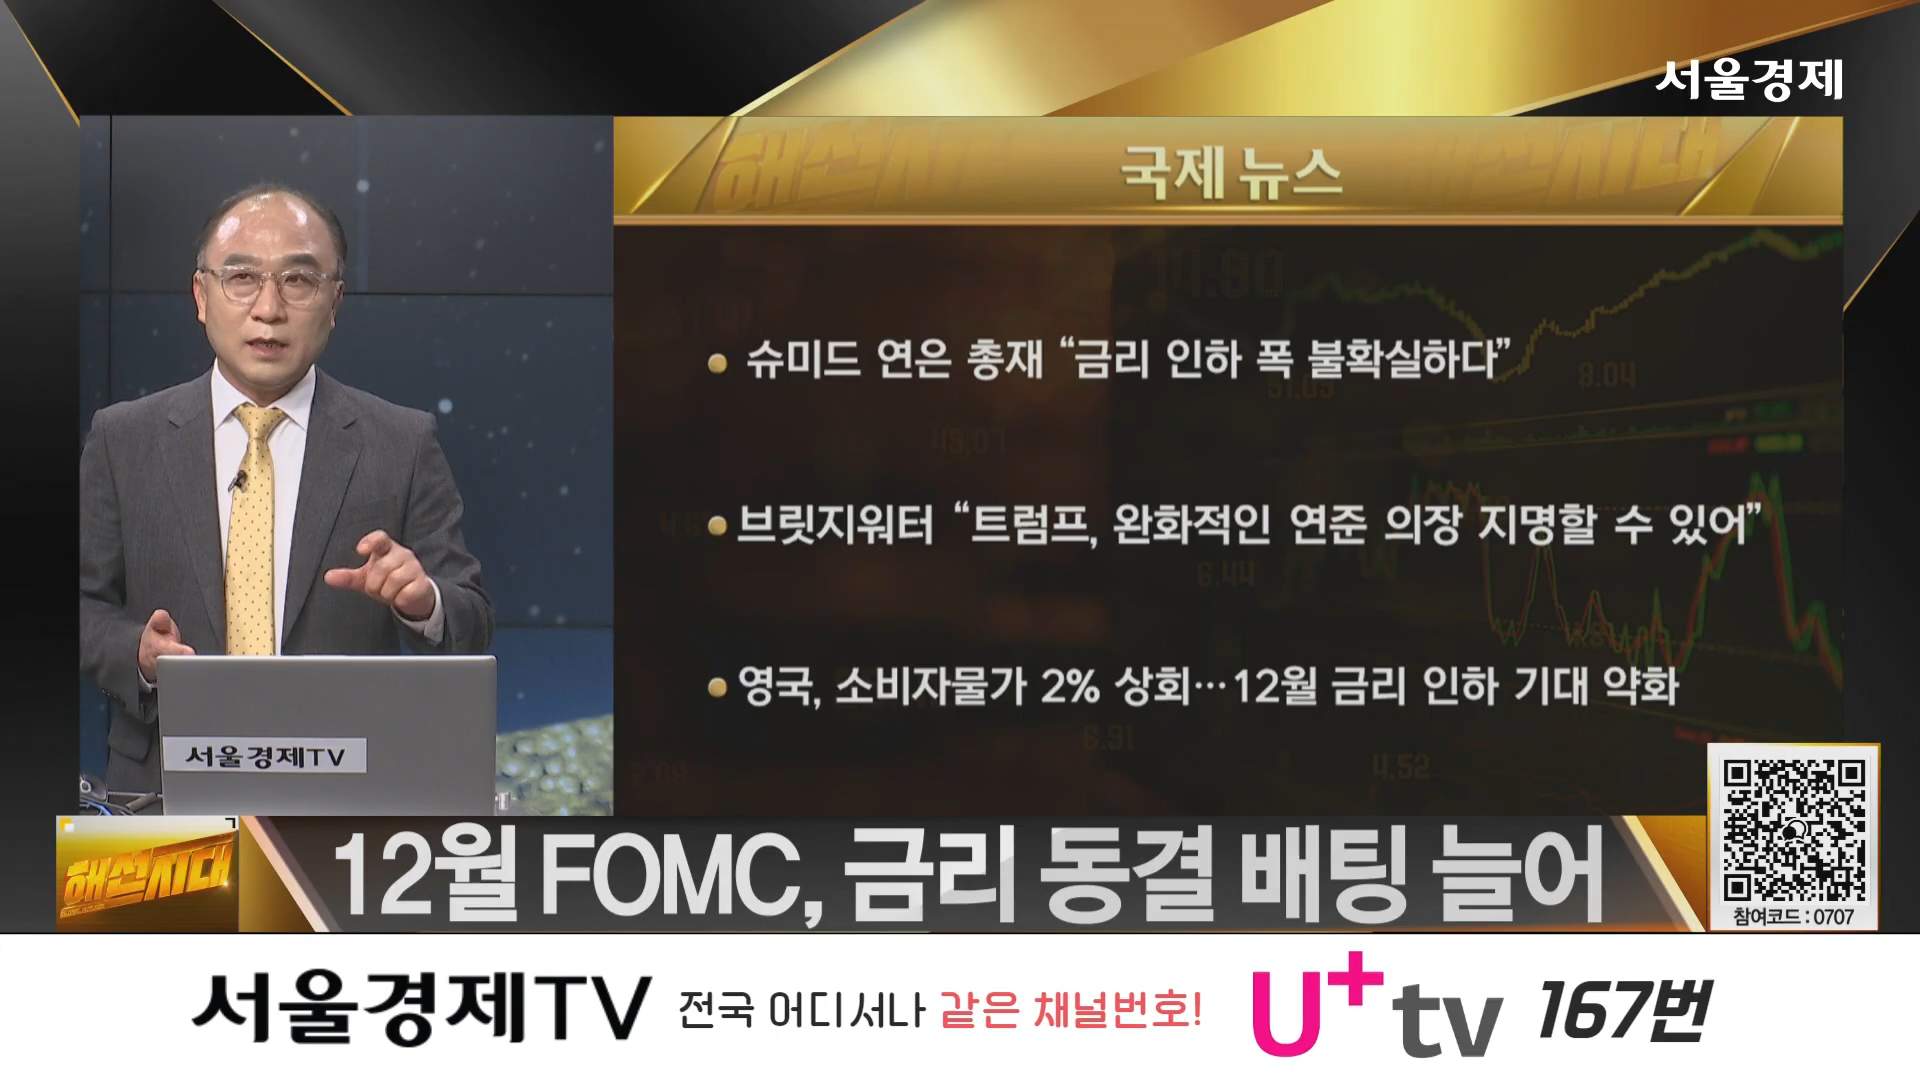 서울경제
국제 뉴스
• 슈미드 연은 총재 “금리 인하 폭 불확실하다”
• 브릿지워터 “트럼프, 완화적인 연준 의장 지명할 수 있어”
• 영국, 소비자물가 2% 상회…12월 금리 인하 기대 약화
서울경제TV
해선시대
12월 FOMC, 금리 동결 배팅 늘어
참여코드 : 0707
서울경제TV 전국 어디서나 같은 채널번호! U+tv 167번